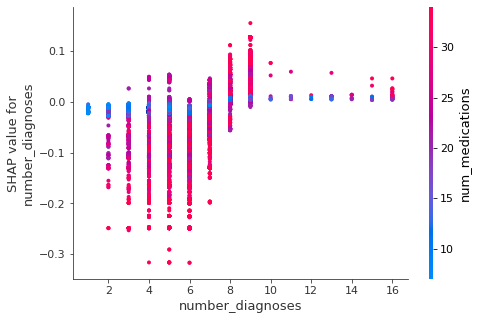 SHAP value for
number_diagnoses
0.1
0.0
−0.1
−0.2
−0.3
2 4 6 8 10 12 14 16
number_diagnoses
30
25
20
15
10
num_medications